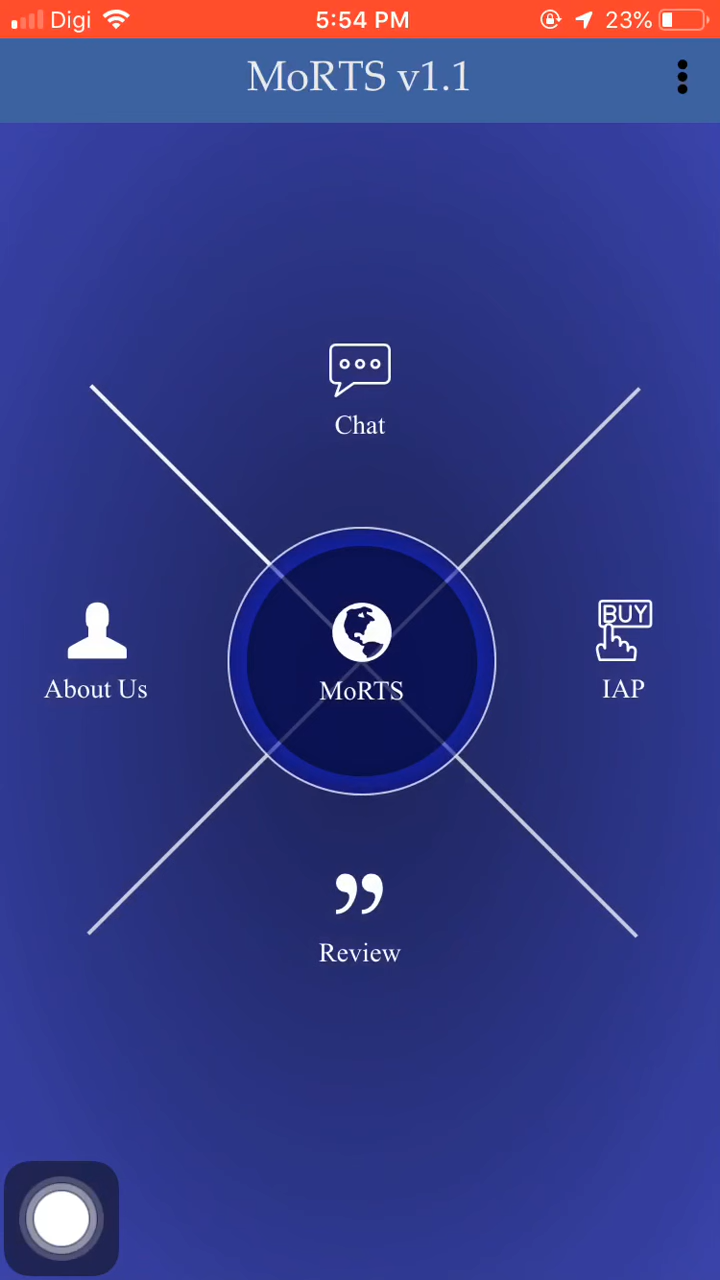 Digi 5:54 PM 23%
MoRTS v1.1
Chat
About Us
MoRTS
BUY
IAP
Review